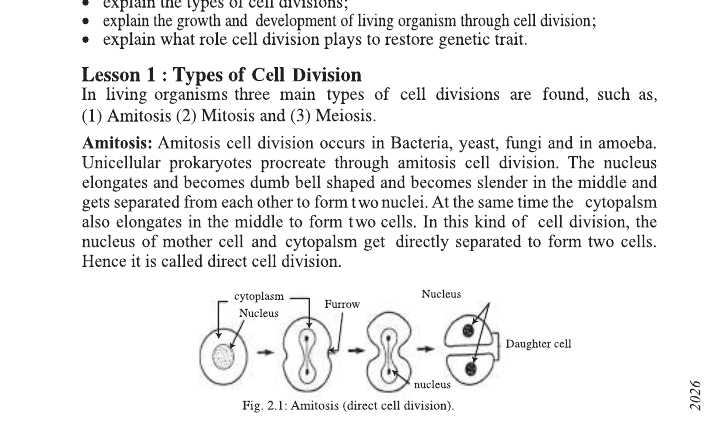 • explain the types of cell divisions;
• explain the growth and development of living organism through cell division;
• explain what role cell division plays to restore genetic trait.
Lesson 1 : Types of Cell Division
In living organisms three main types of cell divisions are found, such as,
(1) Amitosis (2) Mitosis and (3) Meiosis.
Amitosis: Amitosis cell division occurs in Bacteria, yeast, fungi and in amoeba.
Unicellular prokaryotes procreate through amitosis cell division. The nucleus
elongates and becomes dumb bell shaped and becomes slender in the middle and
gets separated from each other to form two nuclei. At the same time the cytopalsm
also elongates in the middle to form two cells. In this kind of cell division, the
nucleus of mother cell and cytopalsm get directly separated to form two cells.
Hence it is called direct cell division.
cytoplasm
Nucleus
Furrow
Nucleus
Daughter cell
nucleus
Fig. 2.1: Amitosis (direct cell division).
2026